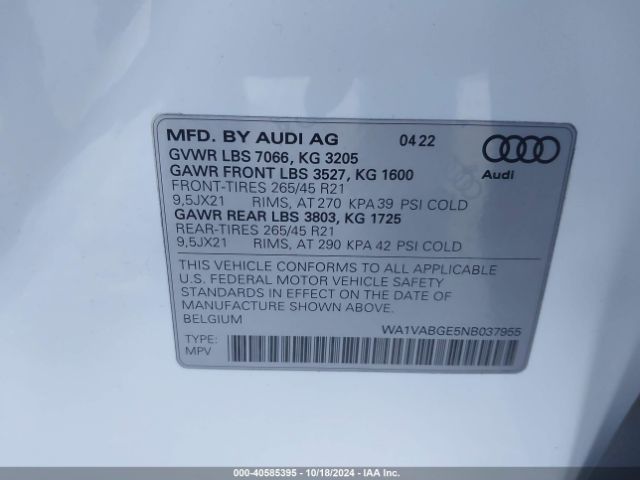 MFD. BY AUDI AG 04 22
GVWR LBS 7066, KG 3205
GAWR FRONT LBS 3527, KG 1600
FRONT-TIRES 265/45 R21
9,5JX21 RIMS, AT 270 KPA 39 PSI COLD
GAWR REAR LBS 3803, KG 1725
REAR-TIRES 265/45 R21
9,5JX21 RIMS, AT 290 KPA 42 PSI COLD
Audi
THIS VEHICLE CONFORMS TO ALL APPLICABLE
U.S. FEDERAL MOTOR VEHICLE SAFETY
STANDARDS IN EFFECT ON THE DATE OF
MANUFACTURE SHOWN ABOVE.
BELGIUM
WA1VABGE5NB037955
TYPE:
MPV
000-40585395 - 10/18/2024 - IAA Inc.